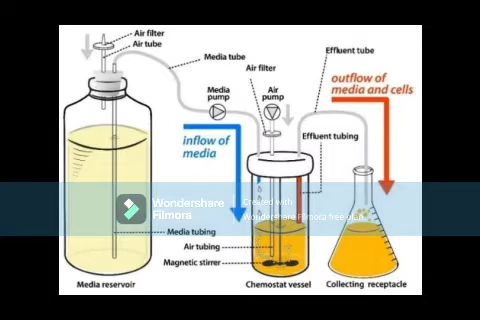 Air filter
Air tube
Media tube
Air filter
Effluent tube
Media
pump
Air
pump
outflow of
media and cells
inflow of
media
Effluent tubing
Wondershare
Filmora
Created with
Wondershare Filmora free plan
Media tubing
Air tubing
Magnetic stirrer
Media reservoir
Chemostat vessel
Collecting receptacle